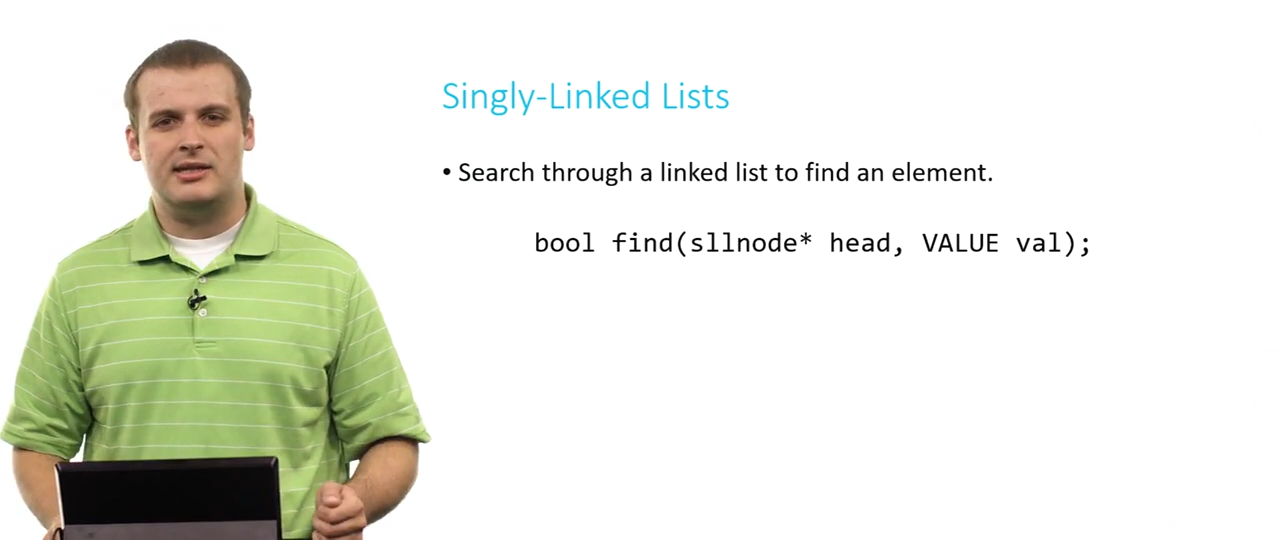 Singly-Linked Lists
• Search through a linked list to find an element.
bool find(sllnode* head, VALUE val);